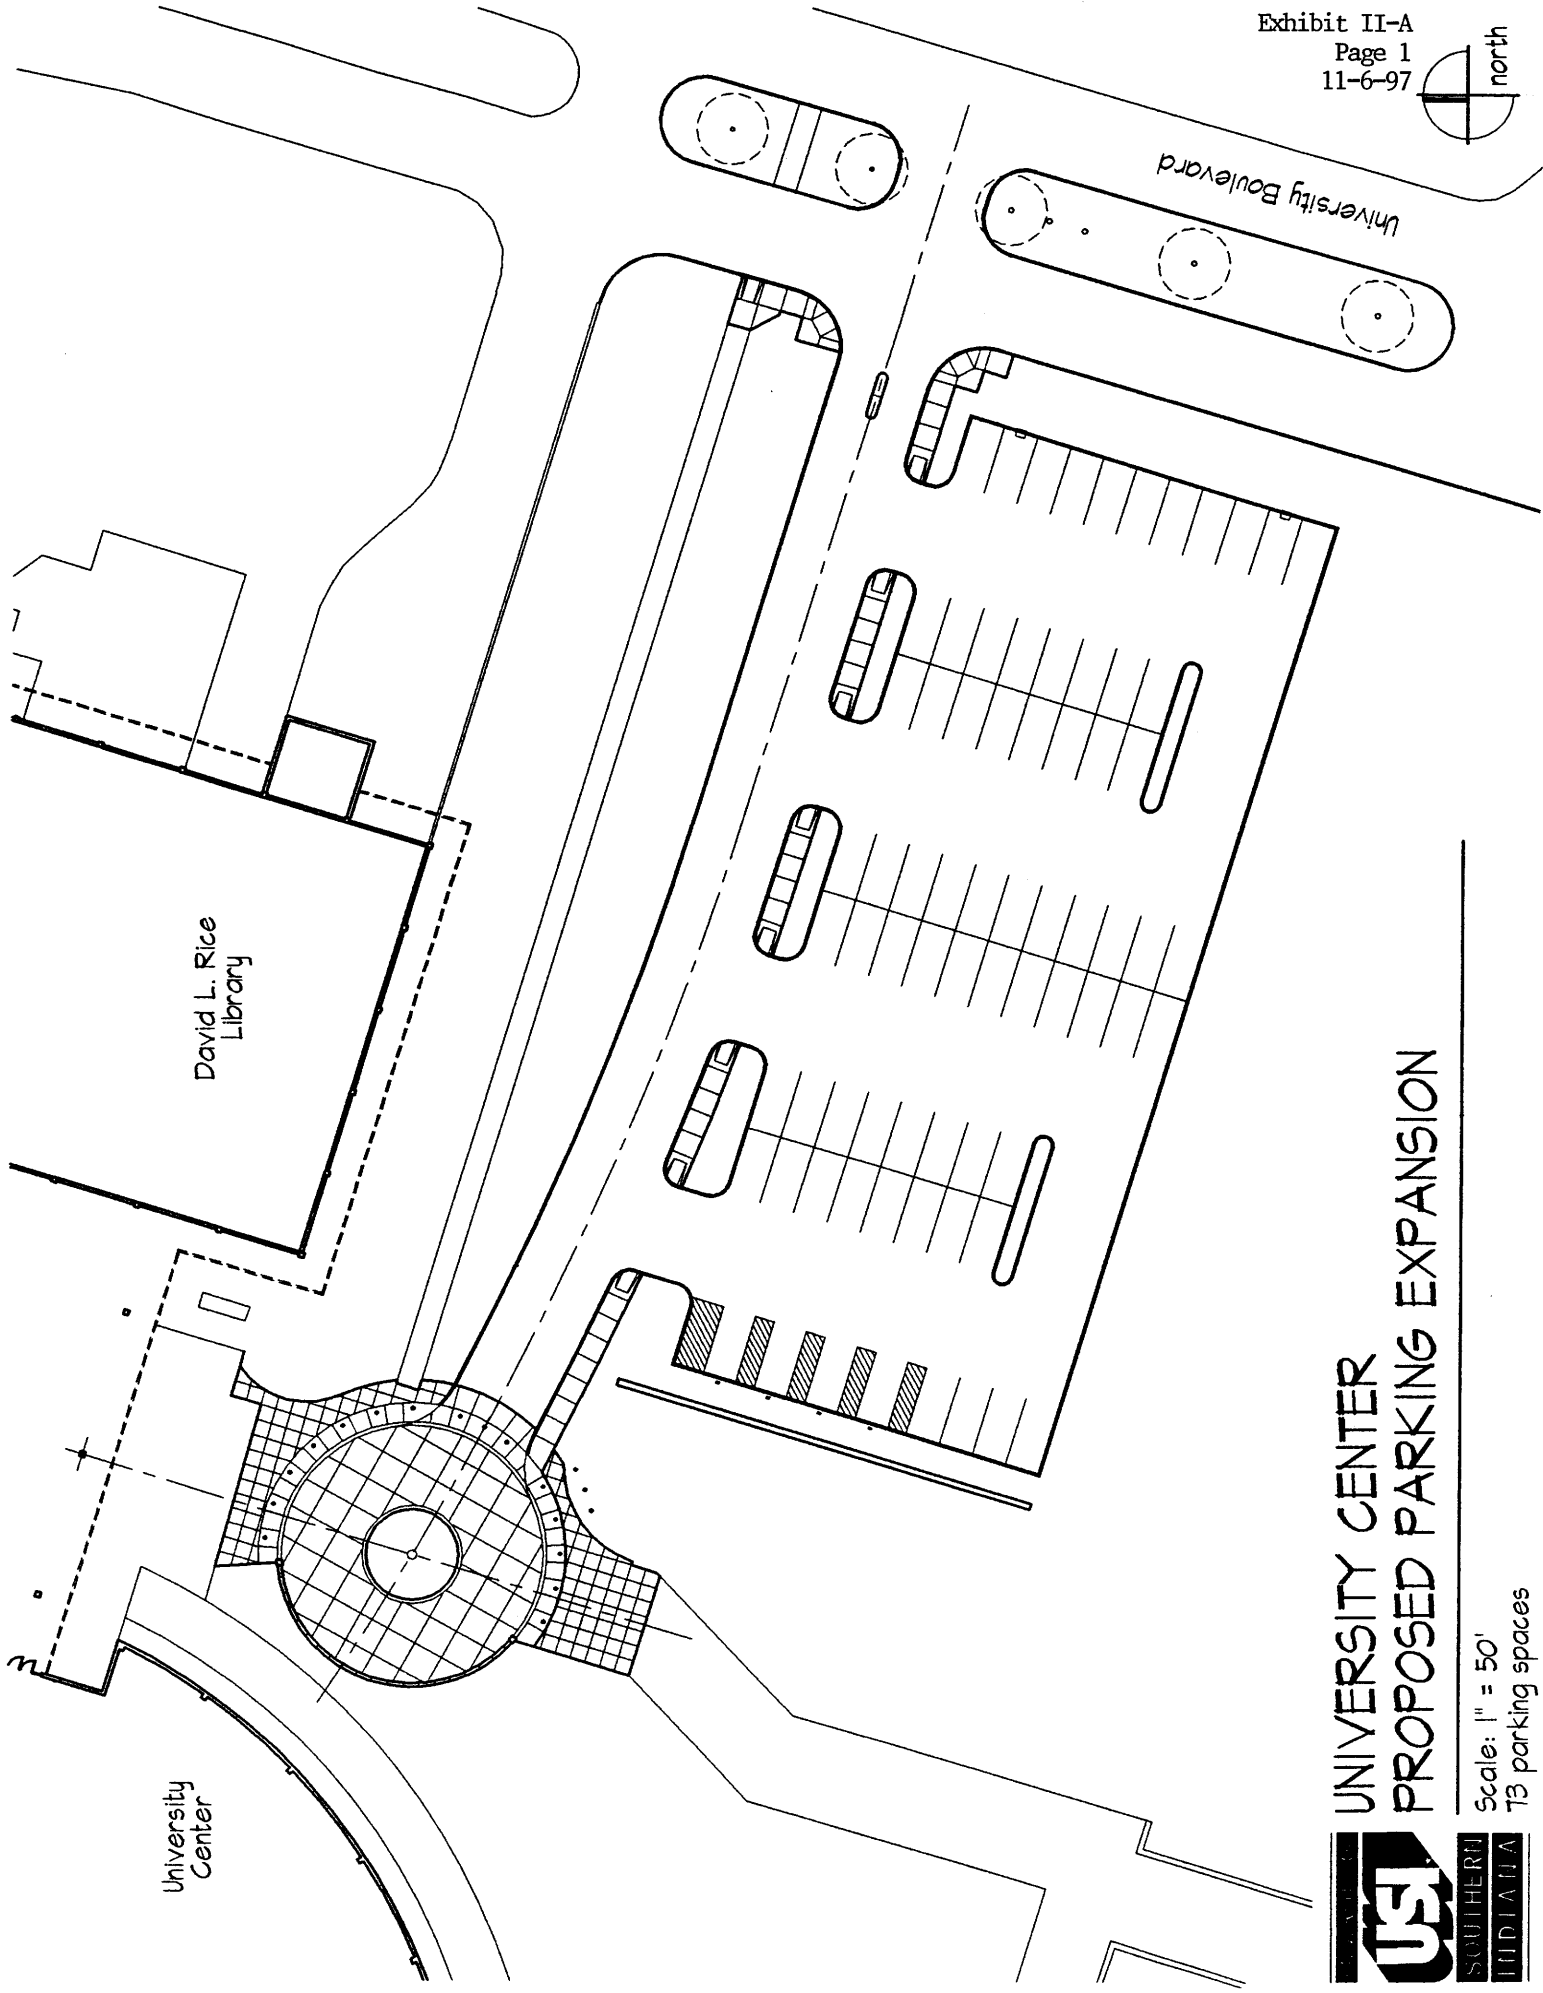 Exhibit II-A
Page 1
11-6-97
north
University Boulevard
David L. Rice
Library
University
Center
UNIVERSITY CENTER
PROPOSED PARKING EXPANSION
Scale: 1" = 50'
73 parking spaces
USI
SOUTHERN
INDIANA